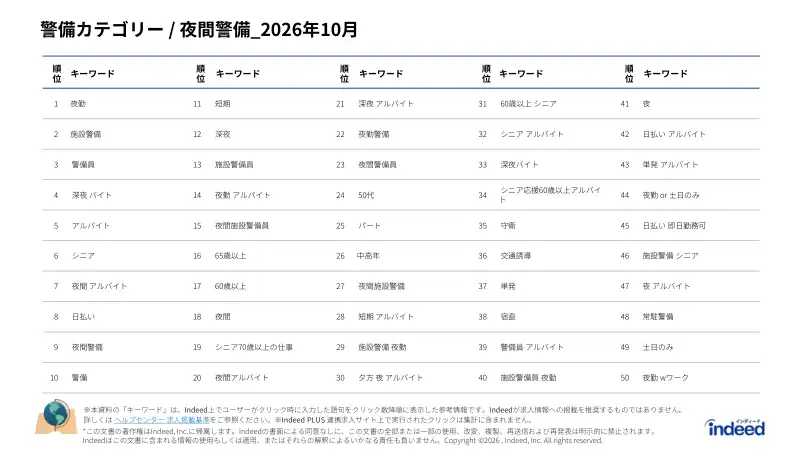 警備カテゴリー / 夜間警備_2026年10月
順位 キーワード 順位 キーワード 順位 キーワード 順位 キーワード 順位 キーワード
1 夜勤 11 短期 21 深夜 アルバイト 31 60歳以上 シニア 41 夜
2 施設警備 12 深夜 22 夜勤警備 32 シニア アルバイト 42 日払い アルバイト
3 警備員 13 施設警備員 23 夜間警備員 33 深夜バイト 43 単発 アルバイト
4 深夜 バイト 14 夜勤 アルバイト 24 50代 34 シニア応援60歳以上アルバイト 44 夜勤 or 土日のみ
5 アルバイト 15 夜間施設警備員 25 パート 35 守衛 45 日払い 即日勤務可
6 シニア 16 65歳以上 26 中高年 36 交通誘導 46 施設警備 シニア
7 夜間 アルバイト 17 60歳以上 27 夜間施設警備 37 単発 47 夜 アルバイト
8 日払い 18 夜間 28 短期 アルバイト 38 宿直 48 常駐警備
9 夜間警備 19 シニア70歳以上の仕事 29 施設警備 夜勤 39 警備員 アルバイト 49 土日のみ
10 警備 20 夜間アルバイト 30 夕方 夜 アルバイト 40 施設警備員 夜勤 50 夜勤 wワーク
※本資料の「キーワード」は、Indeed上でユーザーがクリック時に入力した語句をクリック数降順に表示した参考情報です。Indeedが求人情報への掲載を推奨するものではありません。
詳しくは ヘルプセンター 求人掲載基準をご参照ください。※Indeed PLUS 連携求人サイト上で実行されたクリックは集計に含まれません。
*この文書の著作権はIndeed, Inc.に帰属します。Indeedの書面による同意なしに、この文書の全部または一部の使用、改変、複製、再送信および再発表は明示的に禁止されます。
Indeedはこの文書に含まれる情報の使用もしくは適用、またはそれらの解釈によるいかなる責任も負いません。Copyright ©2026 , Indeed, Inc. All rights reserved.
インディード
indeed